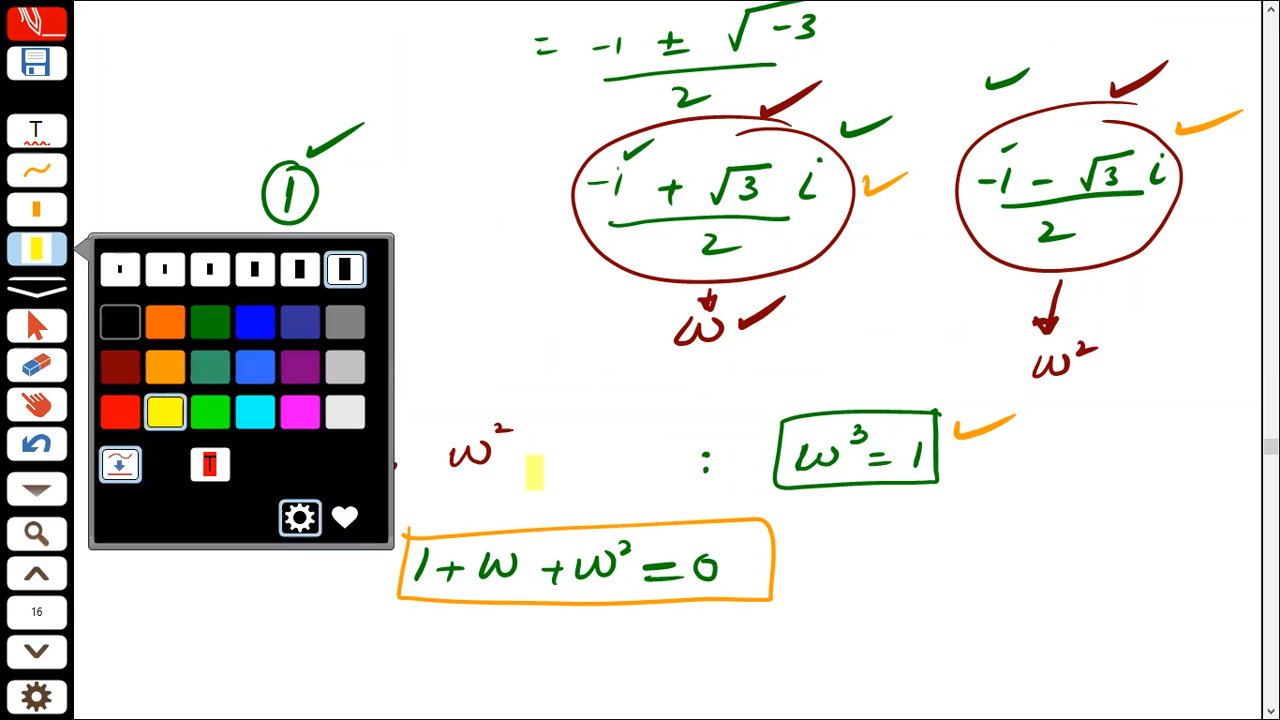 = -1 ± √-3
2
1
-1 + √3 i
2
-1 - √3 i
2
ω
ω²
T
ω² : ω³ = 1
T
1 + ω + ω² = 0
16